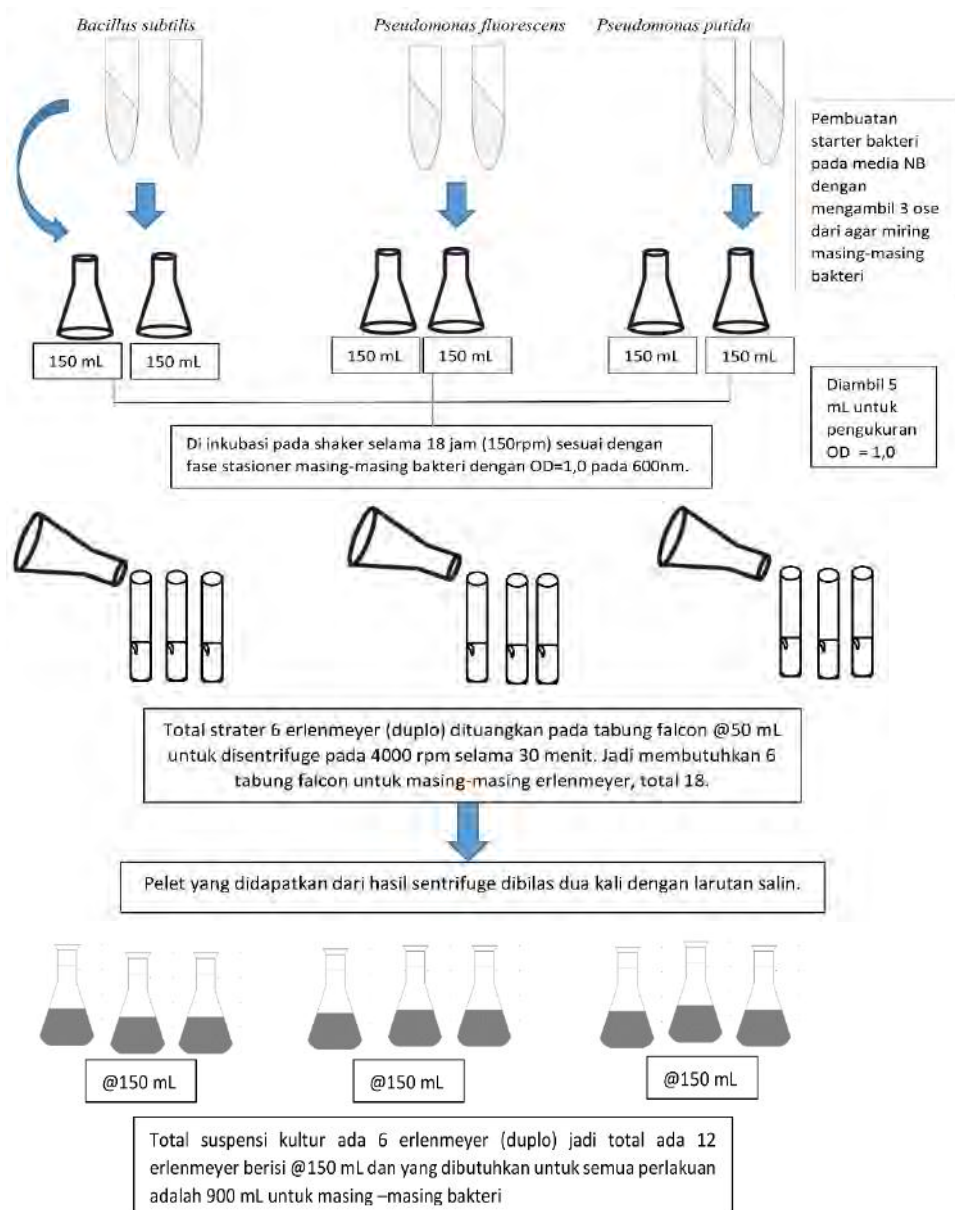 Bacillus subtilis
Pseudomonas fluorescens
Pseudomonas putida
Pembuatan
starter bakteri
pada media NB
dengan
mengambil 3 ose
dari agar miring
masing-masing
bakteri
150 mL
150 mL
150 mL
150 mL
150 mL
150 mL
Diambil 5
mL untuk
pengukuran
OD = 1,0
Di inkubasi pada shaker selama 18 jam (150rpm) sesuai dengan
fase stasioner masing-masing bakteri dengan OD=1,0 pada 600nm.
Total strater 6 erlenmeyer (duplo) dituangkan pada tabung falcon @50 mL
untuk disentrifuge pada 4000 rpm selama 30 menit. Jadi membutuhkan 6
tabung falcon untuk masing-masing erlenmeyer, total 18.
Pelet yang didapatkan dari hasil sentrifuge dibilas dua kali dengan larutan salin.
@150 mL
@150 mL
@150 mL
Total suspensi kultur ada 6 erlenmeyer (duplo) jadi total ada 12
erlenmeyer berisi @150 mL dan yang dibutuhkan untuk semua perlakuan
adalah 900 mL untuk masing –masing bakteri